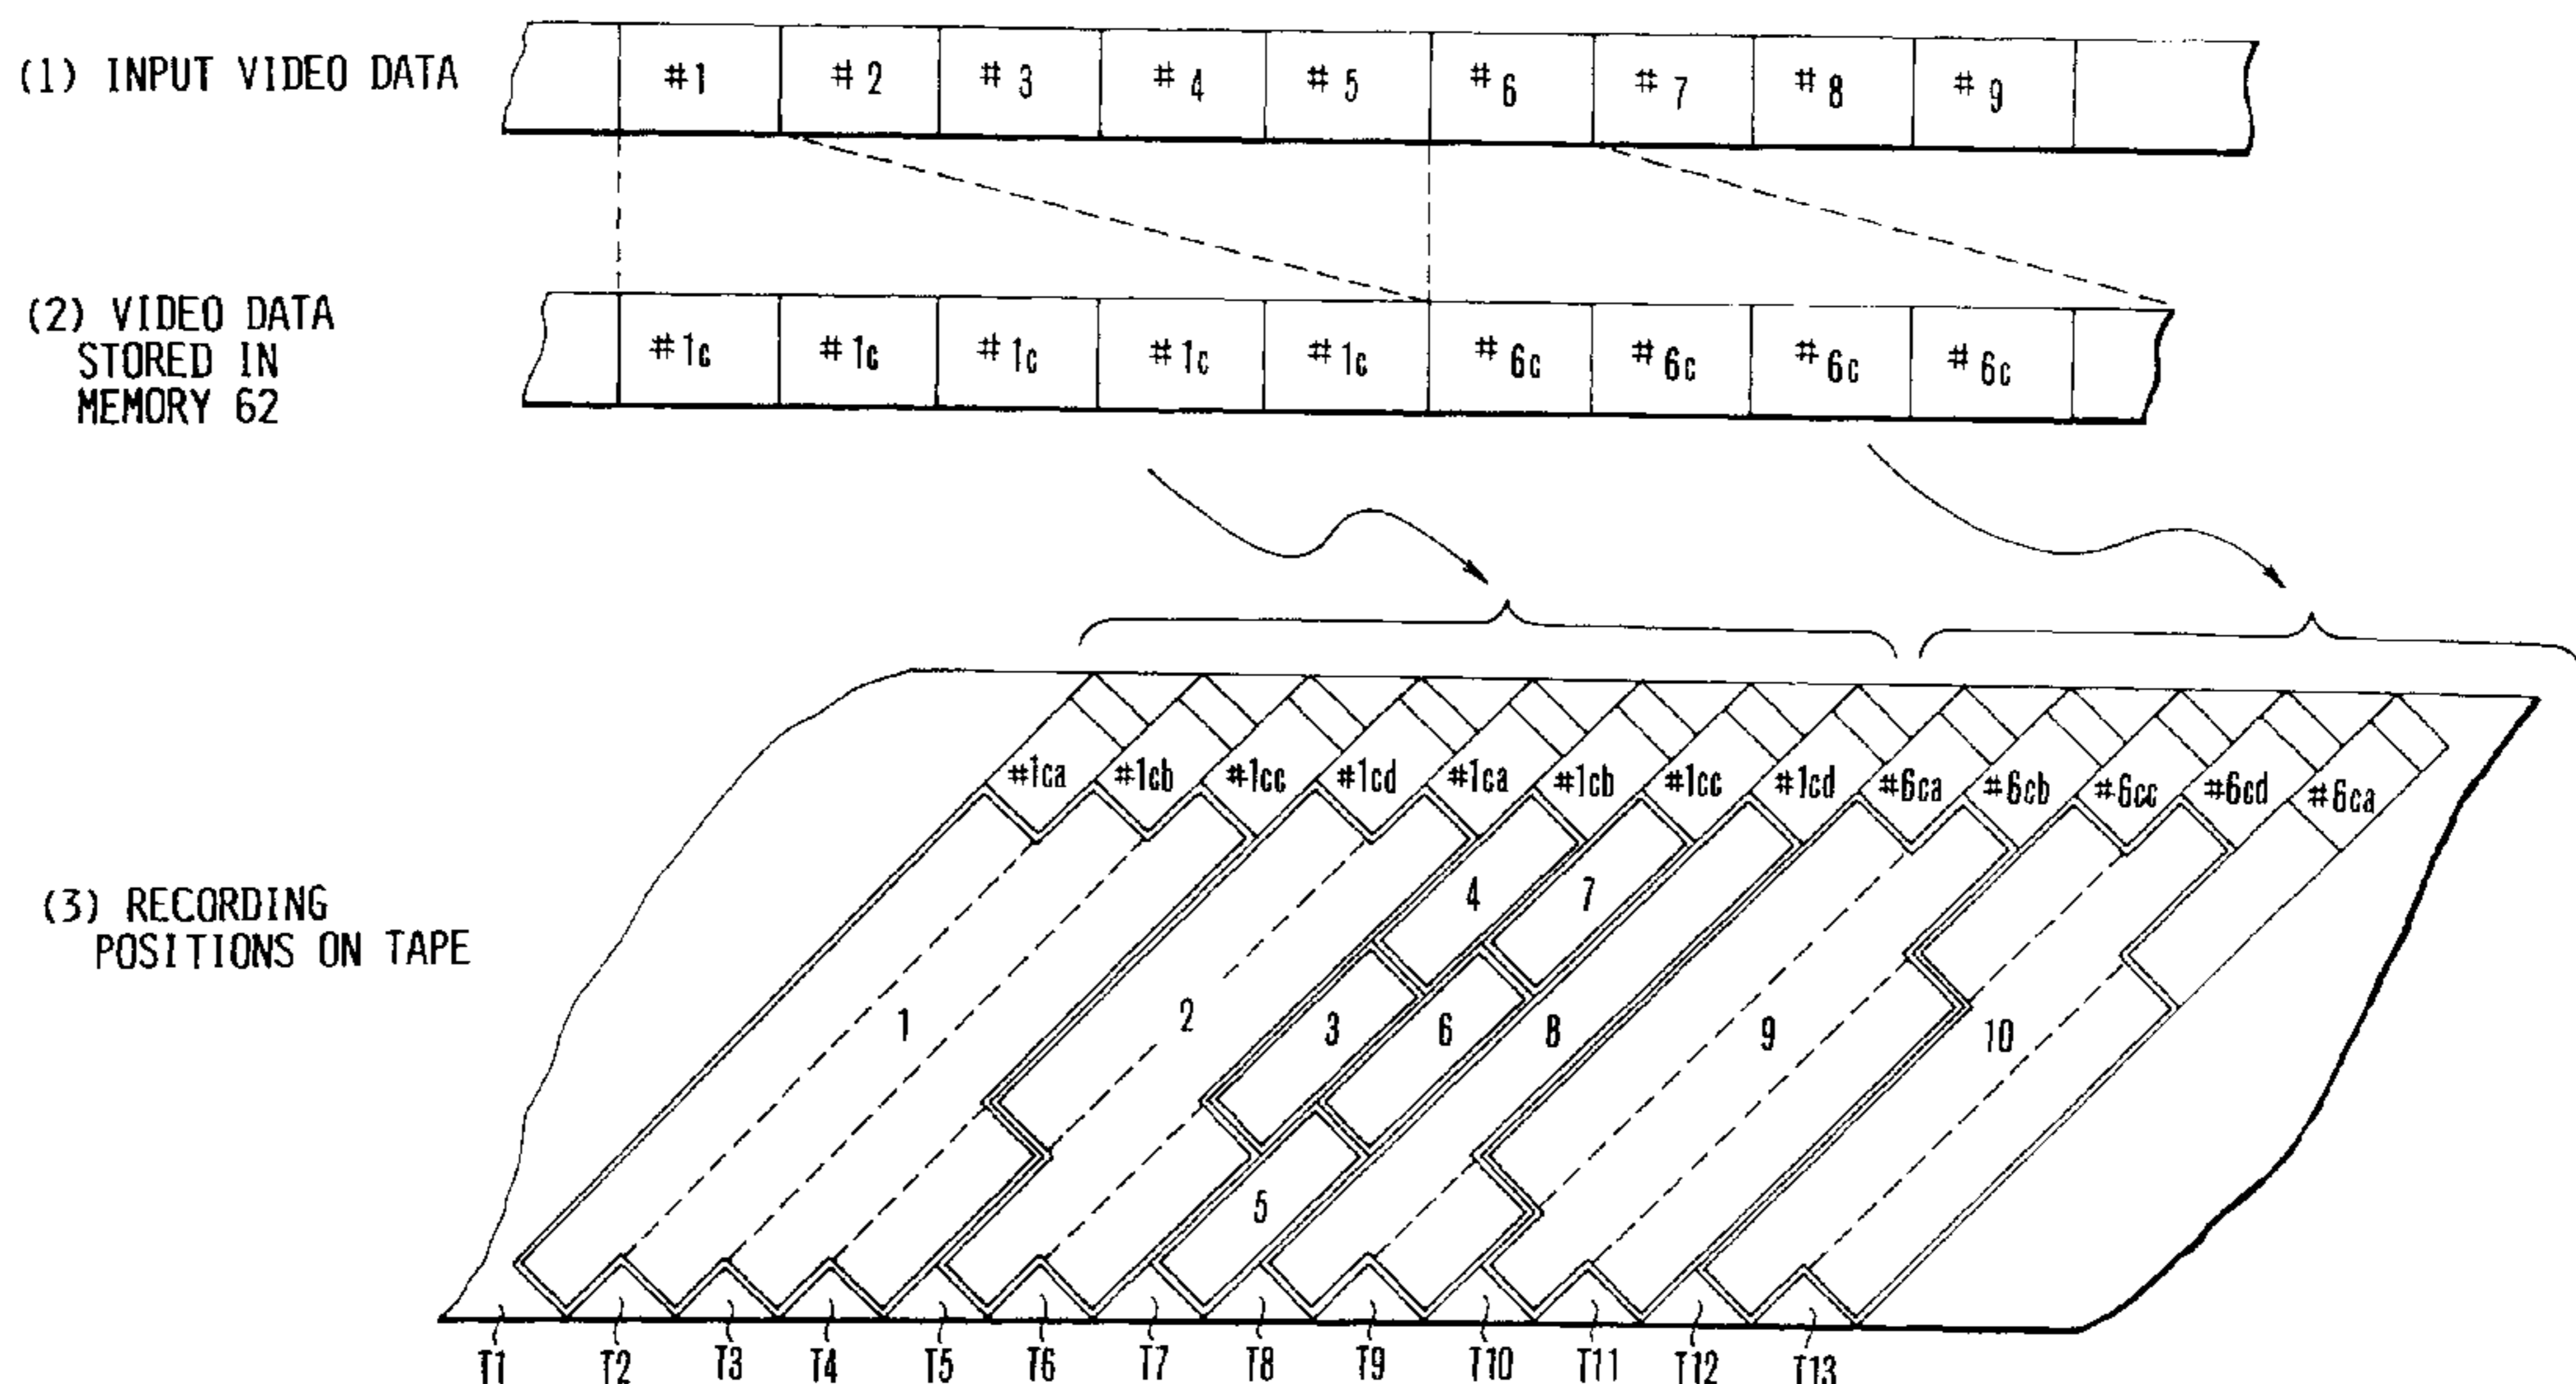 (1) INPUT VIDEO DATA
#1 #2 #3 #4 #5 #6 #7 #8 #9
(2) VIDEO DATA
STORED IN
MEMORY 62
#1c #1c #1c #1c #1c #6c #6c #6c #6c
#1ca #1cb #1cc #1cd #1ca #1cb #1cc #1cd #6ca #6cb #6cc #6cd #6ca
(3) RECORDING
POSITIONS ON TAPE
4 7
1 2 3 6 8 9 10
5
T1 T2 T3 T4 T5 T6 T7 T8 T9 T10 T11 T12 T13